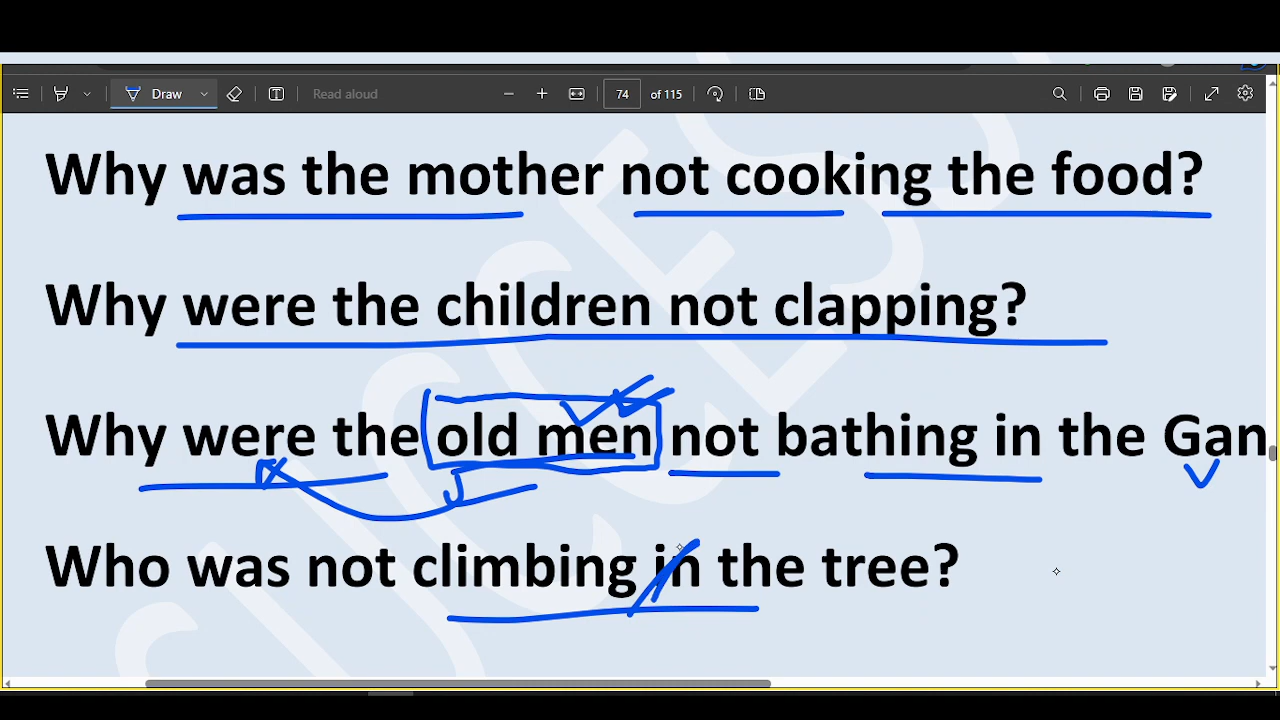 Draw
Read aloud
74 of 115
Why was the mother not cooking the food?
Why were the children not clapping?
Why were the old men not bathing in the Gan
Who was not climbing in the tree?